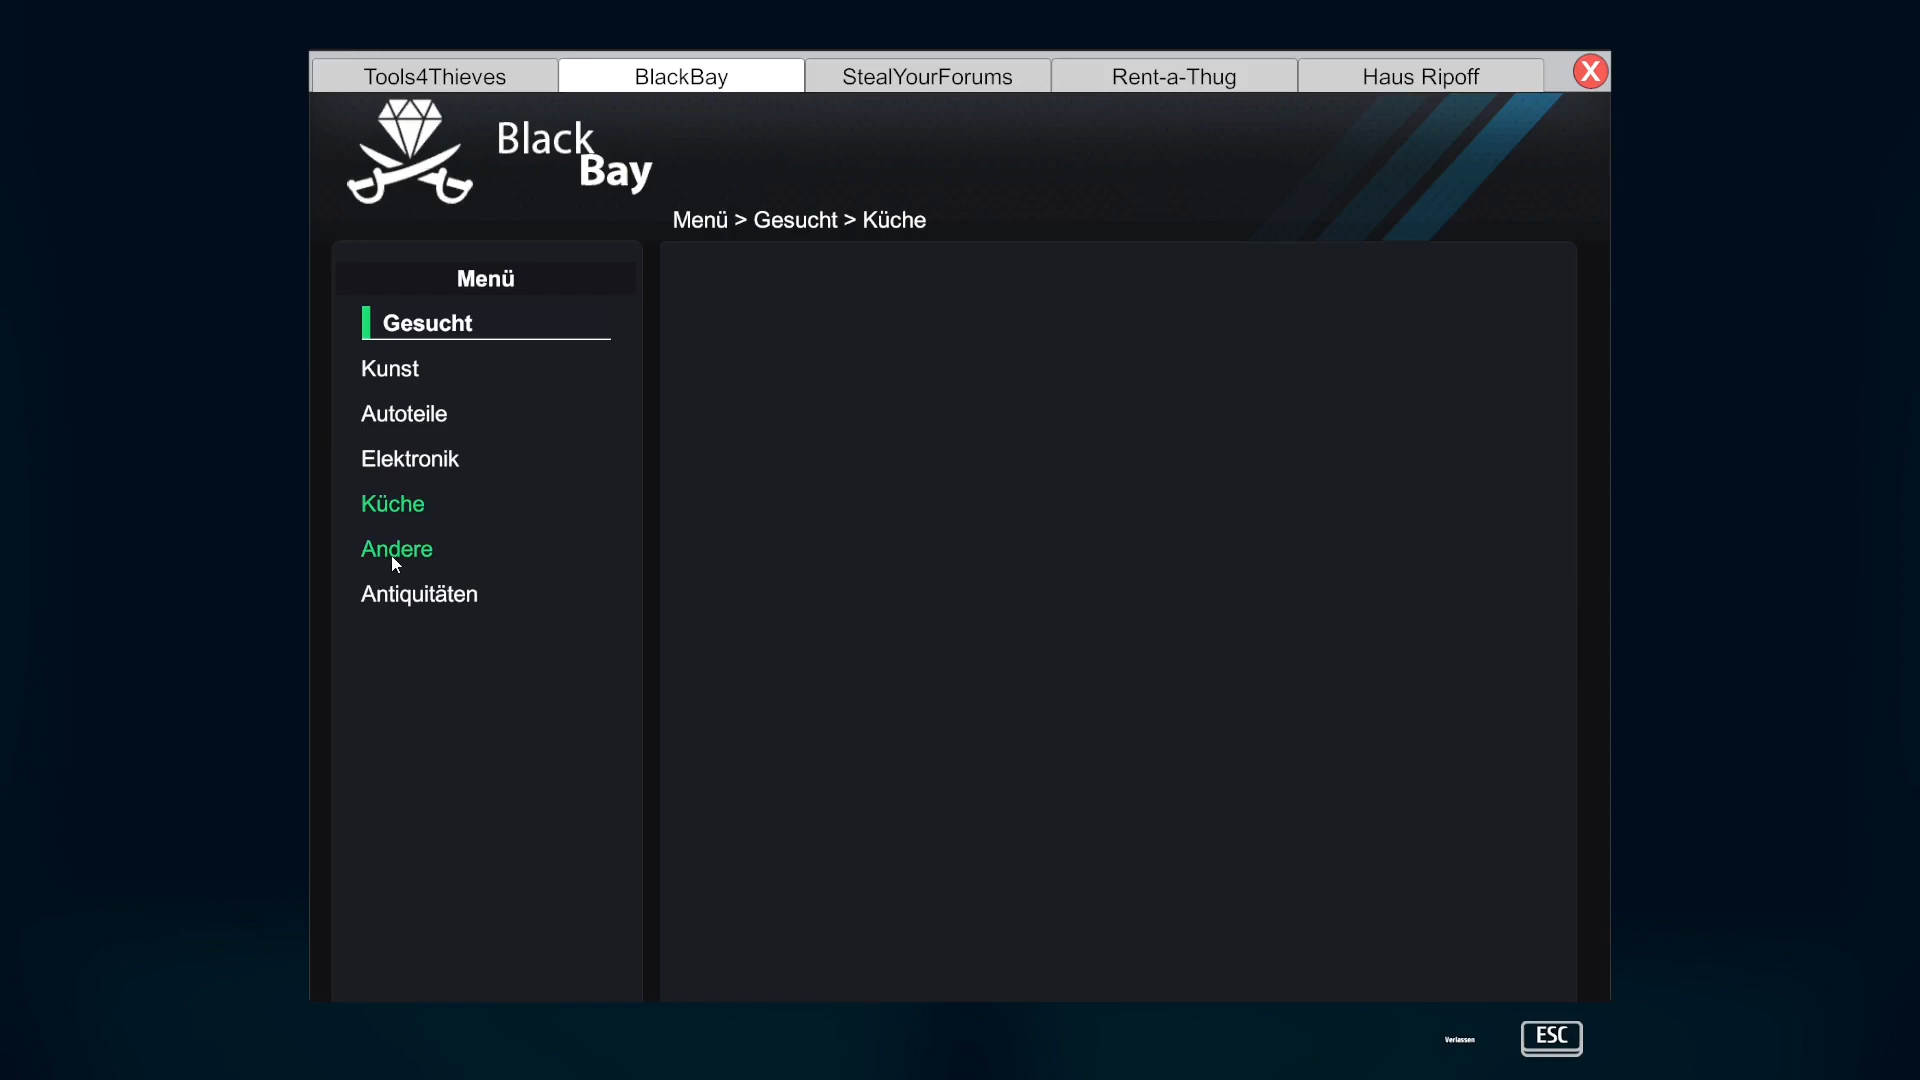 Tools4Thieves BlackBay StealYourForums Rent-a-Thug Haus Ripoff X
Black
Bay
Menü > Gesucht > Küche
Menü
Gesucht
Kunst
Autoteile
Elektronik
Küche
Andere
Antiquitäten
Verlassen ESC